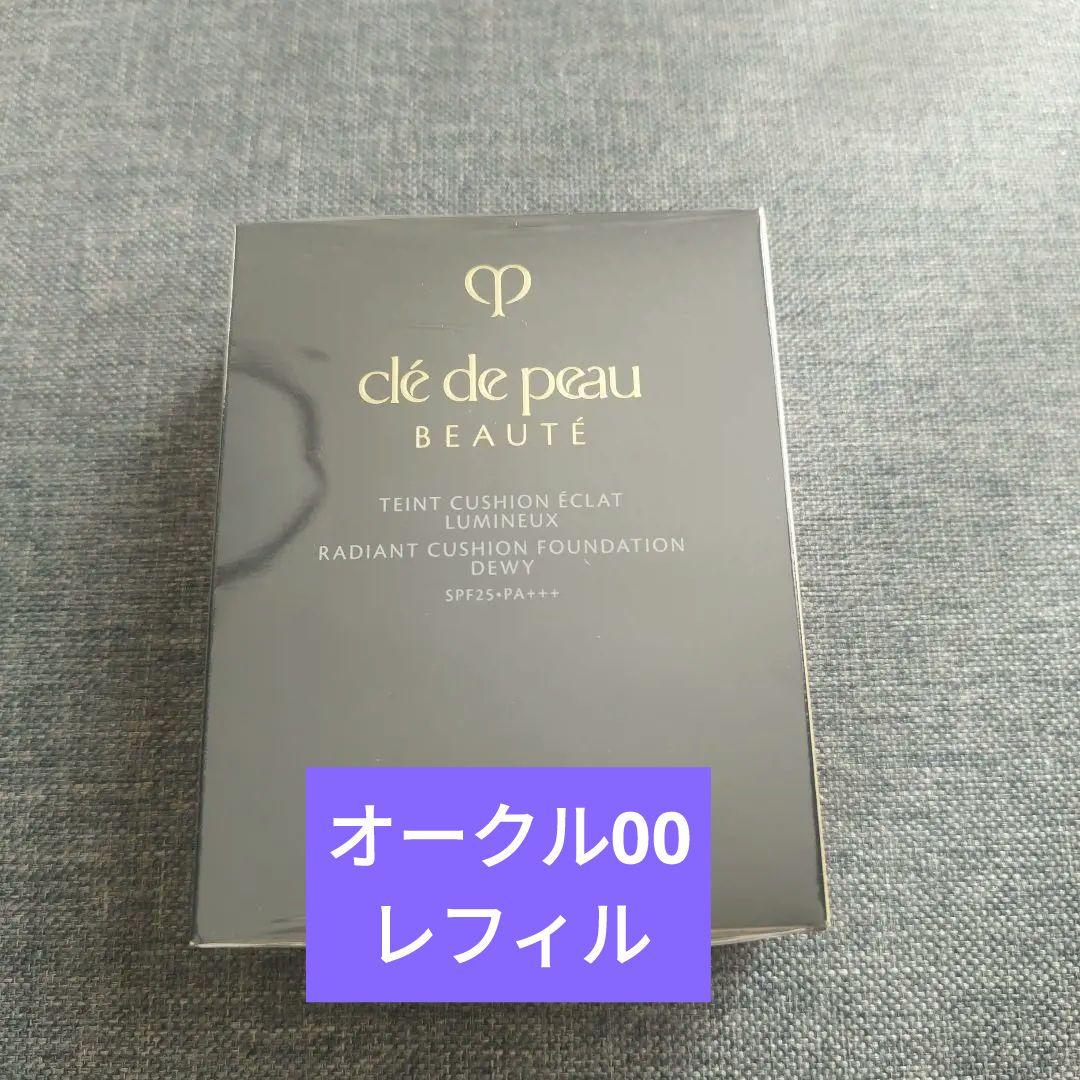 clé de peau
BEAUTÉ
TEINT CUSHION ÉCLAT
LUMINEUX
RADIANT CUSHION FOUNDATION
DEWY
SPF25•PA+++
オークル00
レフィル